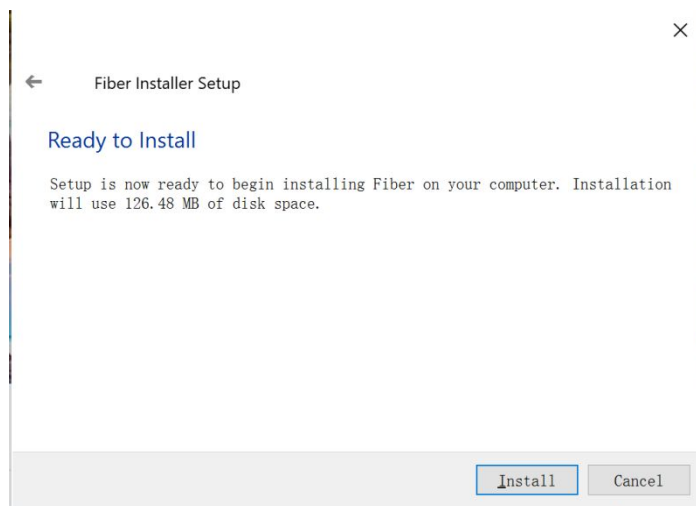 Fiber Installer Setup
Ready to Install
Setup is now ready to begin installing Fiber on your computer. Installation
will use 126.48 MB of disk space.
Install
Cancel